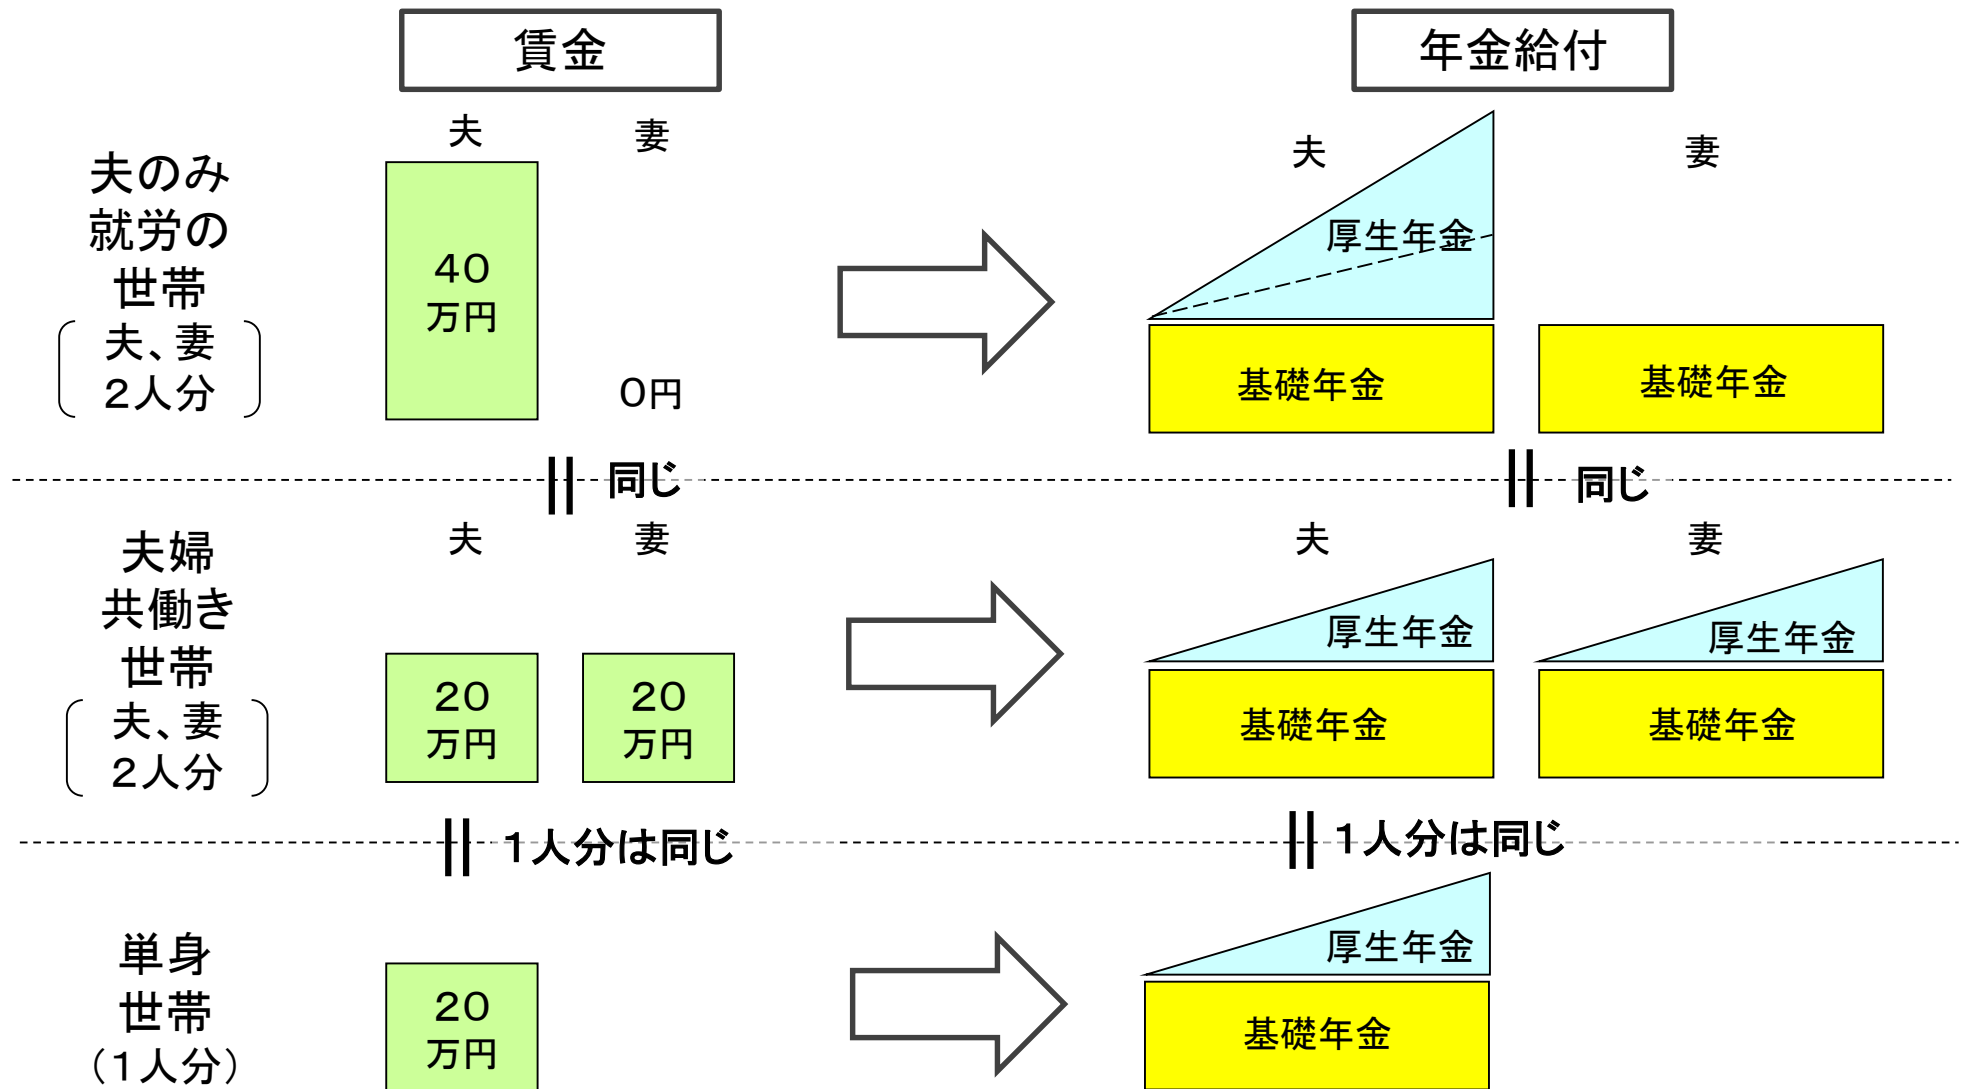 賃金
年金給付
夫
妻
夫
妻
夫のみ
就労の
世帯
夫、妻
2人分
40
万円
0円
厚生年金
基礎年金
基礎年金
同じ
同じ
夫
妻
夫
妻
夫婦
共働き
世帯
夫、妻
2人分
20
万円
20
万円
厚生年金
厚生年金
基礎年金
基礎年金
1人分は同じ
1人分は同じ
単身
世帯
(1人分)
20
万円
厚生年金
基礎年金